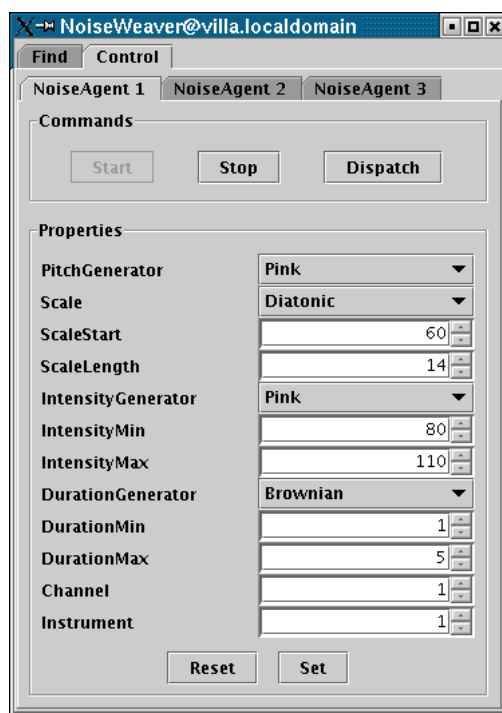 NoiseWeaver@villa.localdomain
Find Control
NoiseAgent 1 NoiseAgent 2 NoiseAgent 3
Commands
Start Stop Dispatch
Properties
PitchGenerator Pink
Scale Diatonic
ScaleStart 60
ScaleLength 14
IntensityGenerator Pink
IntensityMin 80
IntensityMax 110
DurationGenerator Brownian
DurationMin 1
DurationMax 5
Channel 1
Instrument 1
Reset Set